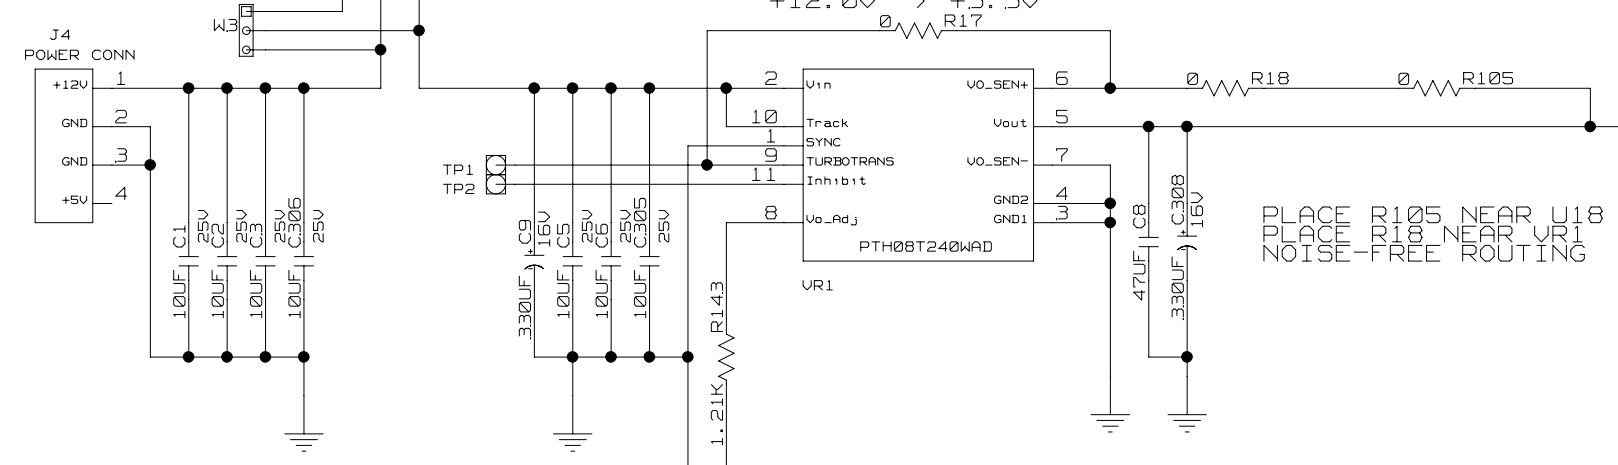 +12.0V -> +3.3V
W3
J4
POWER CONN
+12V 1
GND 2
GND 3
+5V 4
C1 25V
10UF
C2 25V
10UF
C3 25V
10UF
C306 25V
10UF
TP1
TP2
C9 16V
330UF
C5 25V
10UF
C6 25V
10UF
C305 25V
10UF
R143
1.21K
0 R17
2 Vin
10 Track
1 SYNC
9 TURBOTRANS
11 Inhibit
8 Vo_Adj
VO_SEN+ 6
Vout 5
VO_SEN- 7
GND2 4
GND1 3
PTH08T240WAD
VR1
0 R18
0 R105
C8
47UF
C308 16V
330UF
PLACE R105 NEAR U18
PLACE R18 NEAR VR1
NOISE-FREE ROUTING